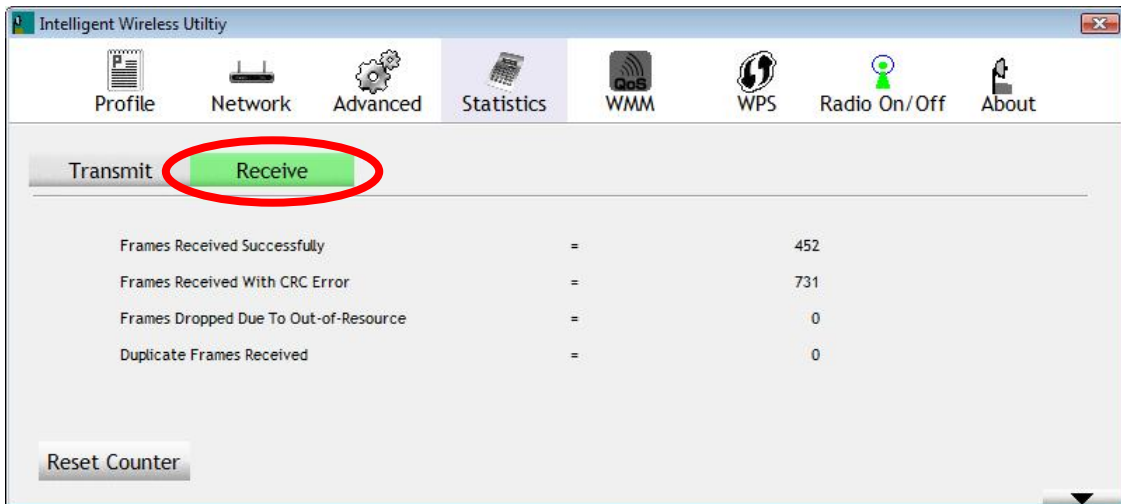 Intelligent Wireless Utiltiy
Profile Network Advanced Statistics QoS WMM WPS Radio On/Off About
Transmit Receive
Frames Received Successfully = 452
Frames Received With CRC Error = 731
Frames Dropped Due To Out-of-Resource = 0
Duplicate Frames Received = 0
Reset Counter